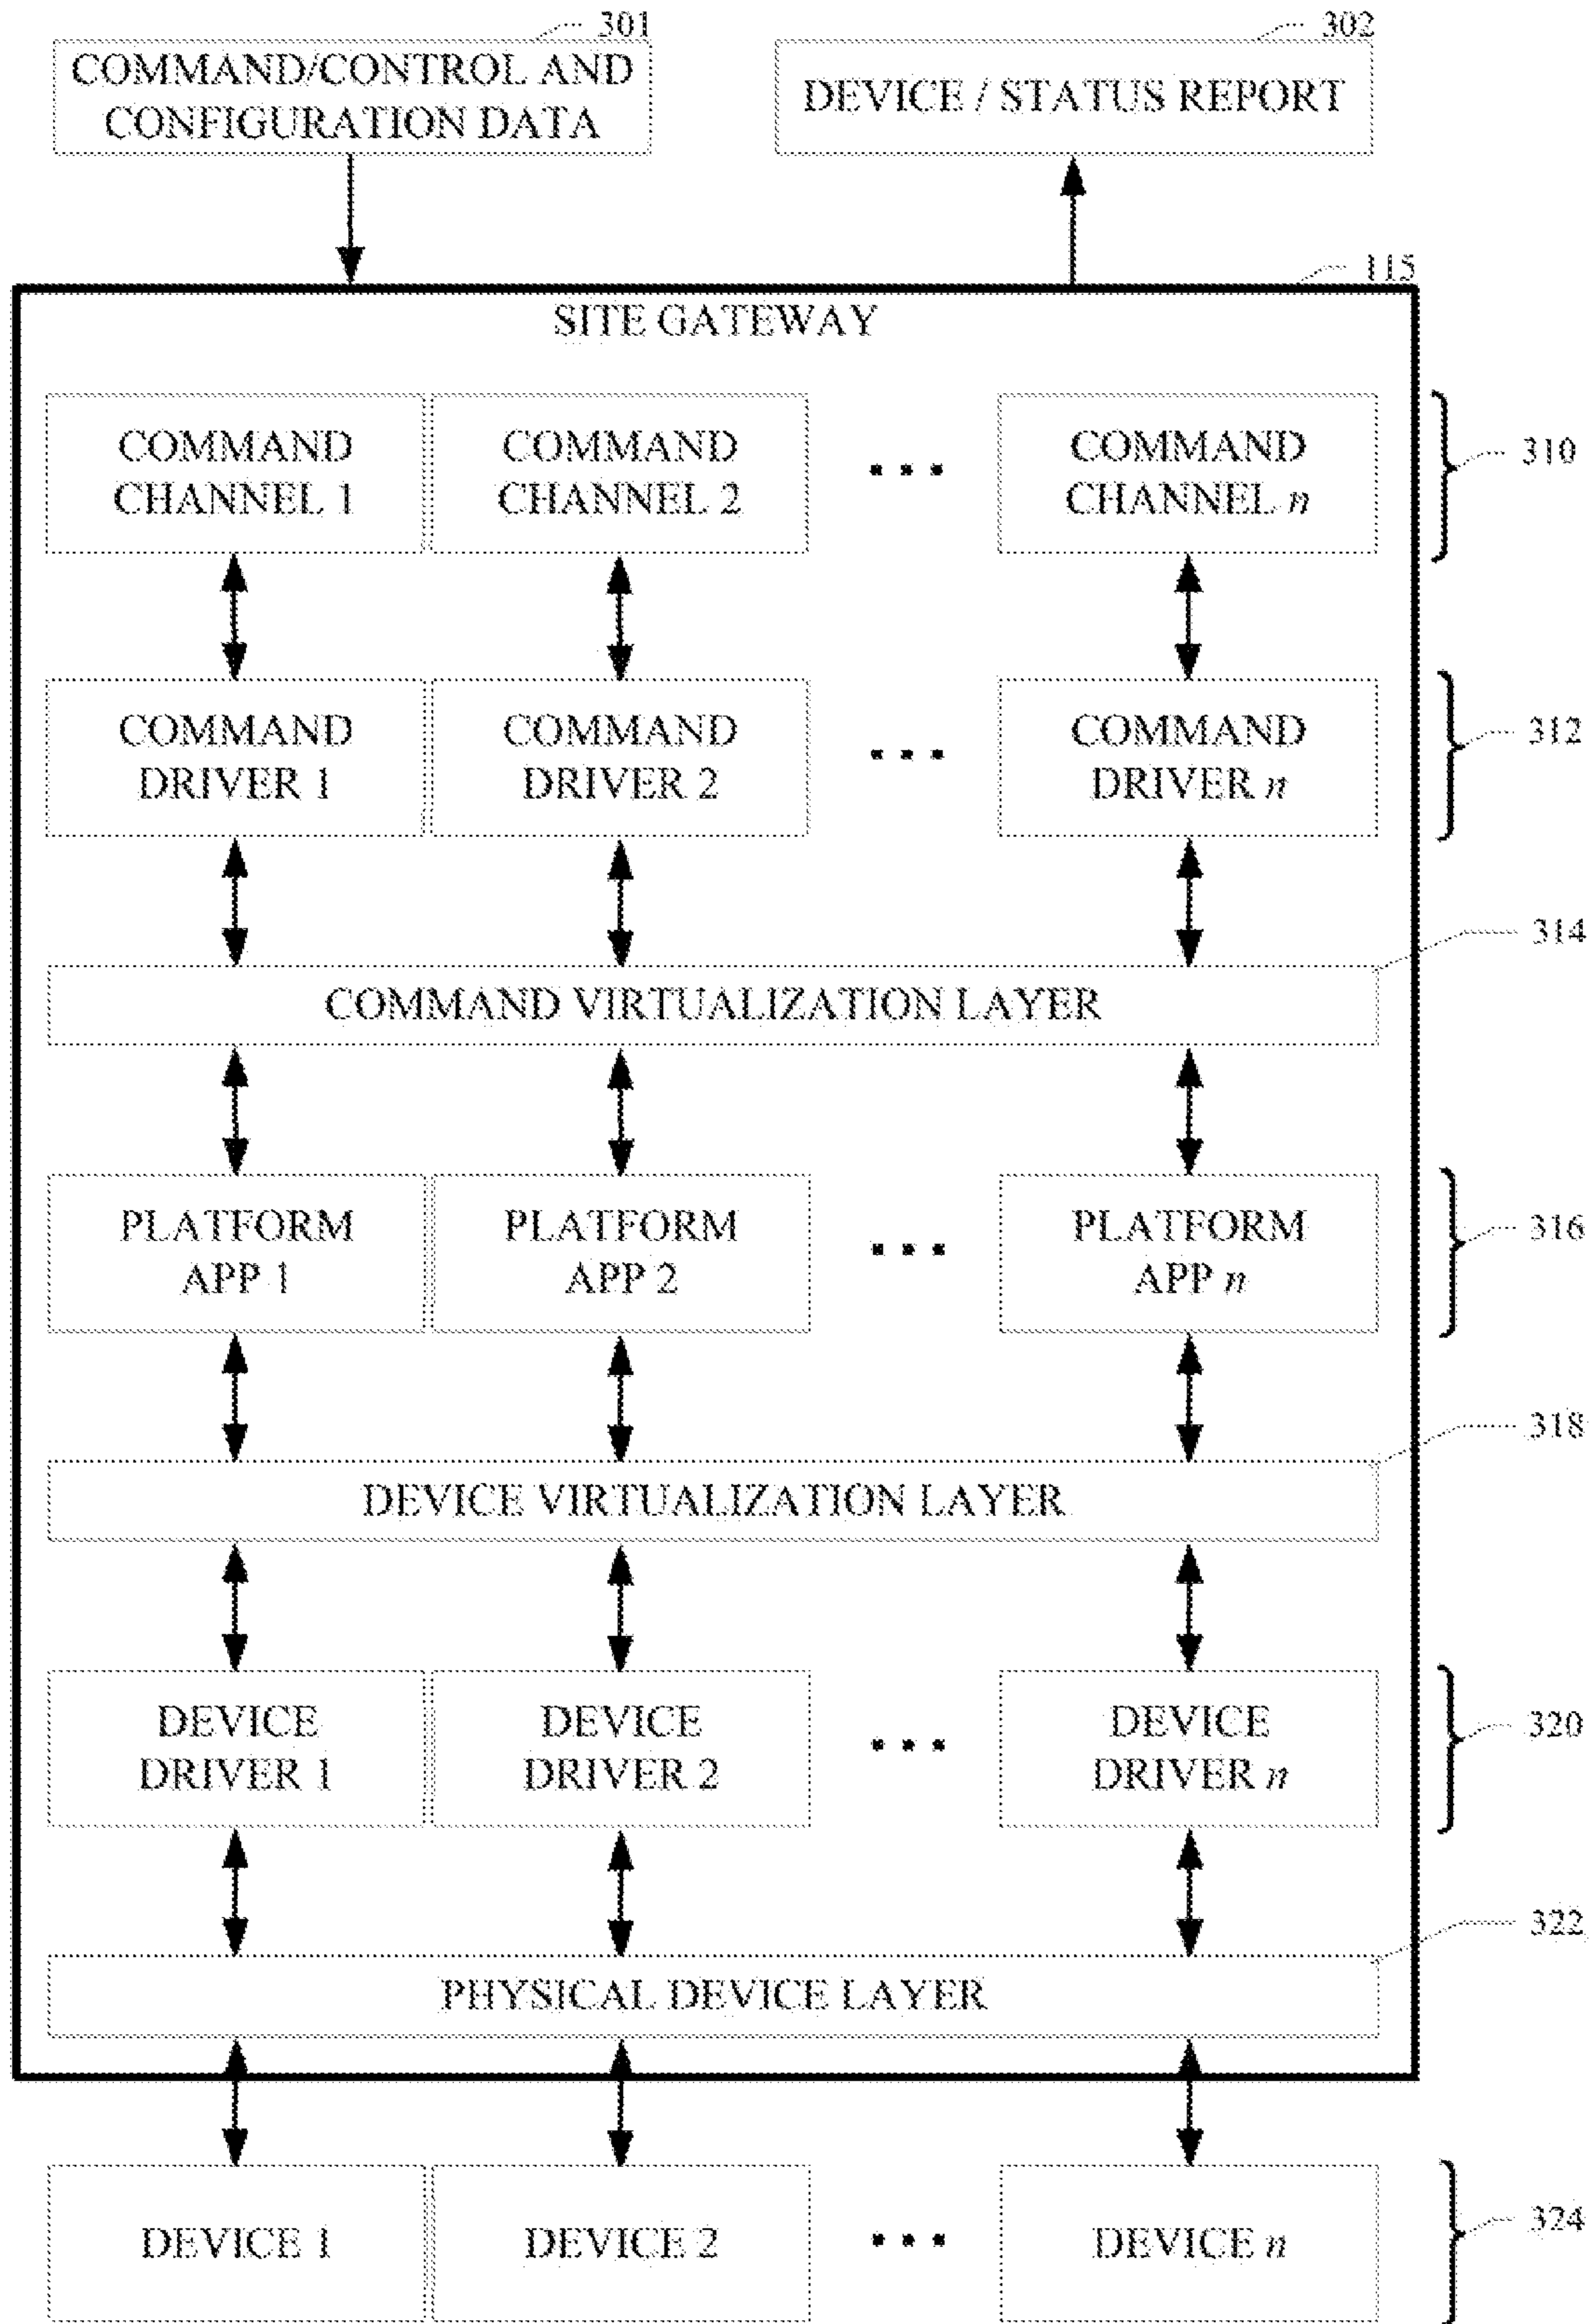 301
COMMAND/CONTROL AND
CONFIGURATION DATA
302
DEVICE / STATUS REPORT
115
SITE GATEWAY
COMMAND
CHANNEL 1
COMMAND
CHANNEL 2
...
COMMAND
CHANNEL n
310
COMMAND
DRIVER 1
COMMAND
DRIVER 2
...
COMMAND
DRIVER n
312
314
COMMAND VIRTUALIZATION LAYER
PLATFORM
APP 1
PLATFORM
APP 2
...
PLATFORM
APP n
316
318
DEVICE VIRTUALIZATION LAYER
DEVICE
DRIVER 1
DEVICE
DRIVER 2
...
DEVICE
DRIVER n
320
322
PHYSICAL DEVICE LAYER
DEVICE 1
DEVICE 2
...
DEVICE n
324